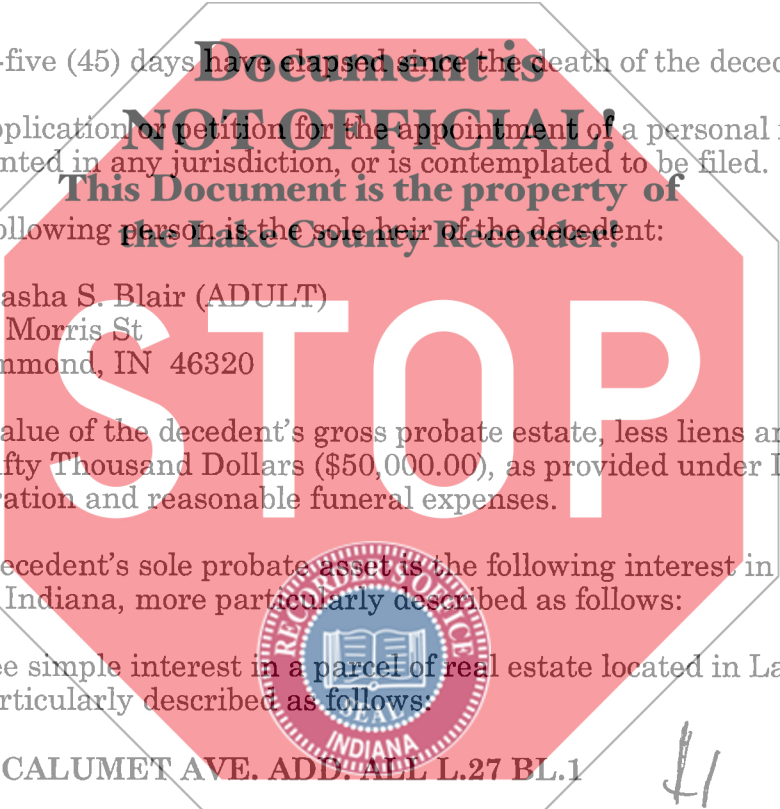 -five (45) days have elapsed since the death of the deced
Document is
pplication or petition for the appointment of a personal
NOT OFFICIAL!
nted in any jurisdiction, or is contemplated to be filed.
This Document is the property of
ollowing person is the sole heir of the decedent:
the Lake County Recorder!
asha S. Blair (ADULT)
Morris St
mmond, IN 46320
STOP
alue of the decedent's gross probate estate, less liens an
ifty Thousand Dollars ($50,000.00), as provided under I
ration and reasonable funeral expenses.
ecedent's sole probate asset is the following interest in
Indiana, more particularly described as follows:
RECORDER'S OFFICE
SEAL
INDIANA
ee simple interest in a parcel of real estate located in La
rticularly described as follows:
CALUMET AVE. ADD. ALL L.27 BL.1